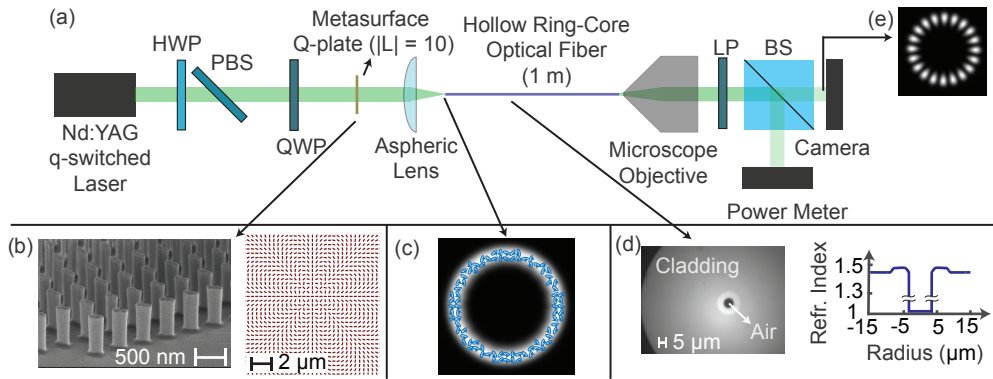 (a)
HWP
PBS
Nd:YAG
q-switched
Laser
QWP
Metasurface
Q-plate (|L| = 10)
Aspheric
Lens
Hollow Ring-Core
Optical Fiber
(1 m)
Microscope
Objective
LP
BS
Camera
Power Meter
(e)
(b)
500 nm
2 µm
(c)
(d)
Cladding
Air
5 µm
Refr. Index
1.5
1.3
1
-15
-5
5
15
Radius (µm)